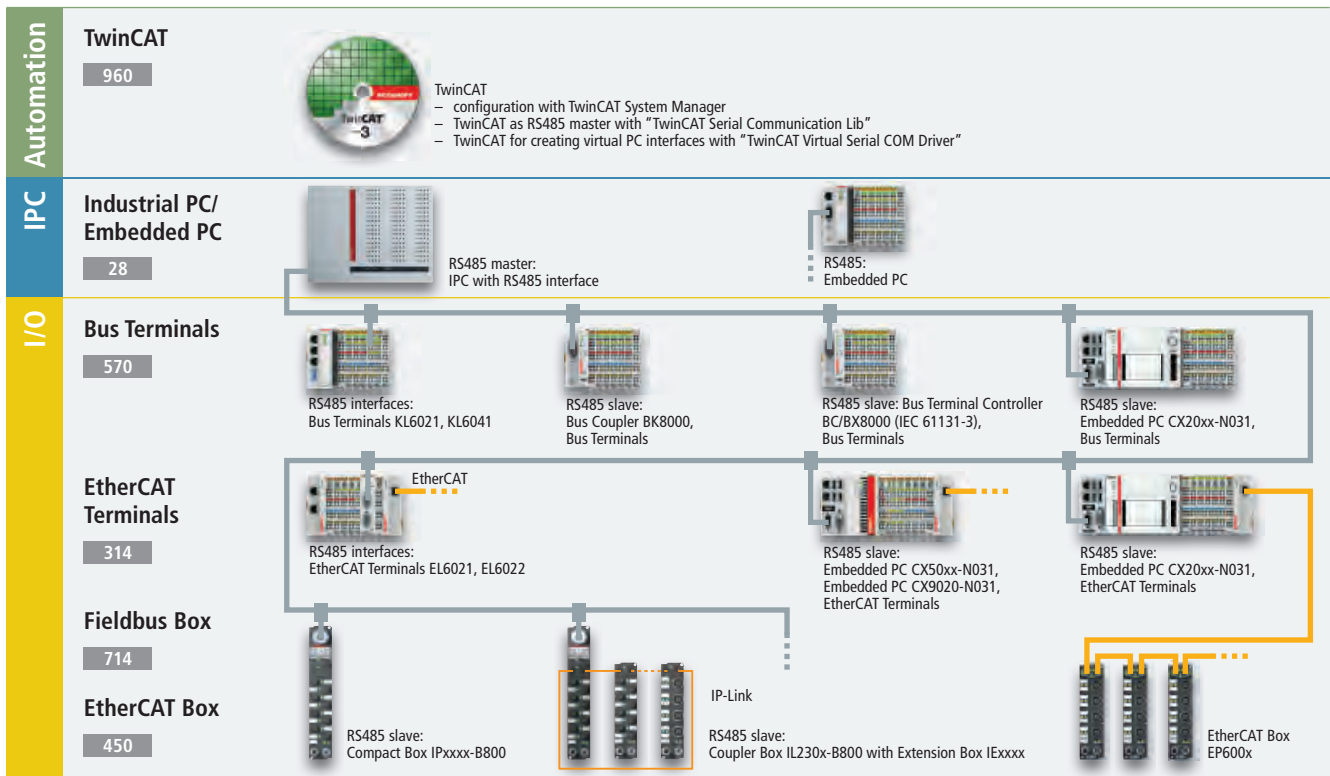 Automation
TwinCAT
960
BECKHOFF
TwinCAT
3
TwinCAT
– configuration with TwinCAT System Manager
– TwinCAT as RS485 master with “TwinCAT Serial Communication Lib”
– TwinCAT for creating virtual PC interfaces with “TwinCAT Virtual Serial COM Driver”
IPC
Industrial PC/
Embedded PC
28
RS485 master:
IPC with RS485 interface
RS485:
Embedded PC
I/O
Bus Terminals
570
RS485 interfaces:
Bus Terminals KL6021, KL6041
RS485 slave:
Bus Coupler BK8000,
Bus Terminals
RS485 slave: Bus Terminal Controller
BC/BX8000 (IEC 61131-3),
Bus Terminals
RS485 slave:
Embedded PC CX20xx-N031,
Bus Terminals
EtherCAT
Terminals
314
EtherCAT
RS485 interfaces:
EtherCAT Terminals EL6021, EL6022
RS485 slave:
Embedded PC CX50xx-N031,
Embedded PC CX9020-N031,
EtherCAT Terminals
RS485 slave:
Embedded PC CX20xx-N031,
EtherCAT Terminals
Fieldbus Box
714
EtherCAT Box
450
RS485 slave:
Compact Box IPxxxx-B800
IP-Link
RS485 slave:
Coupler Box IL230x-B800 with Extension Box IExxxx
EtherCAT Box
EP600x